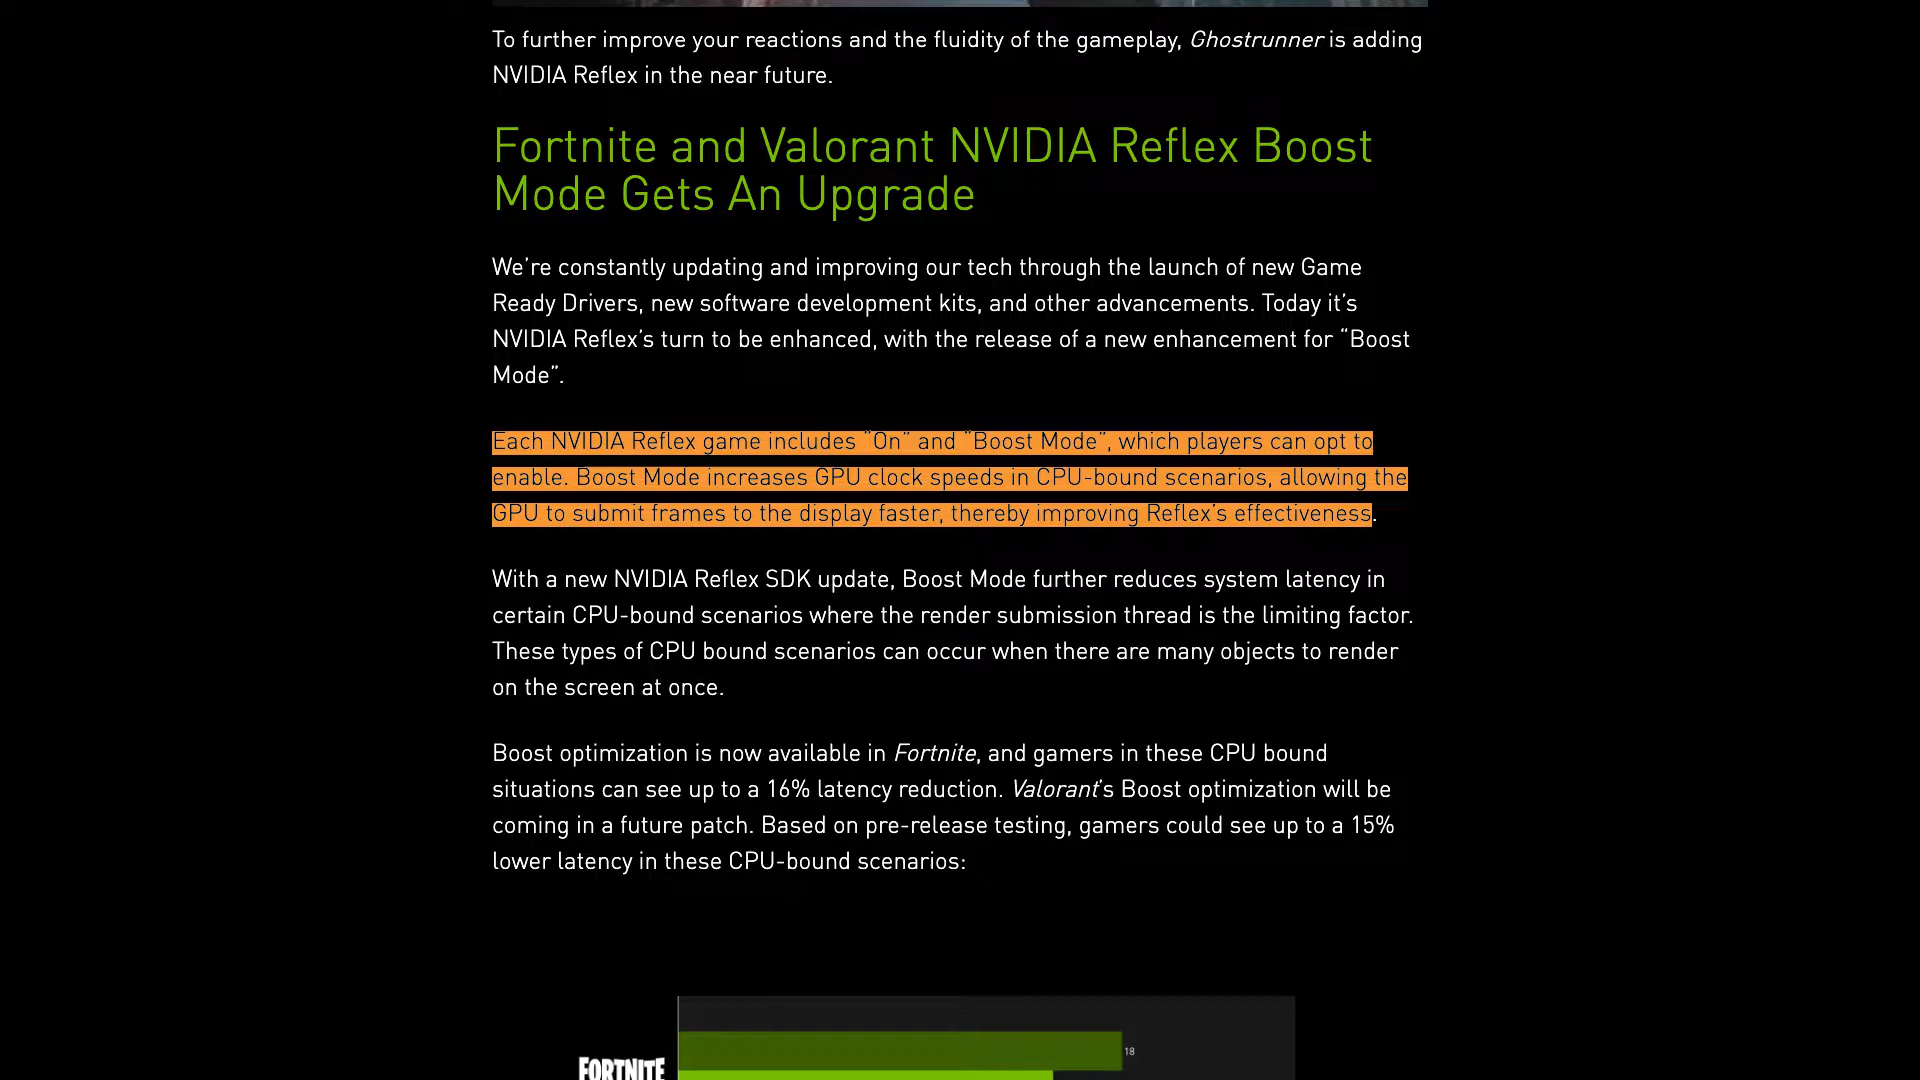 To further improve your reactions and the fluidity of the gameplay, Ghostrunner is adding
NVIDIA Reflex in the near future.
Fortnite and Valorant NVIDIA Reflex Boost
Mode Gets An Upgrade
We’re constantly updating and improving our tech through the launch of new Game
Ready Drivers, new software development kits, and other advancements. Today it’s
NVIDIA Reflex’s turn to be enhanced, with the release of a new enhancement for “Boost
Mode”.
Each NVIDIA Reflex game includes “On” and “Boost Mode”, which players can opt to
enable. Boost Mode increases GPU clock speeds in CPU-bound scenarios, allowing the
GPU to submit frames to the display faster, thereby improving Reflex’s effectiveness.
With a new NVIDIA Reflex SDK update, Boost Mode further reduces system latency in
certain CPU-bound scenarios where the render submission thread is the limiting factor.
These types of CPU bound scenarios can occur when there are many objects to render
on the screen at once.
Boost optimization is now available in Fortnite, and gamers in these CPU bound
situations can see up to a 16% latency reduction. Valorant’s Boost optimization will be
coming in a future patch. Based on pre-release testing, gamers could see up to a 15%
lower latency in these CPU-bound scenarios:
18
FORTNITE